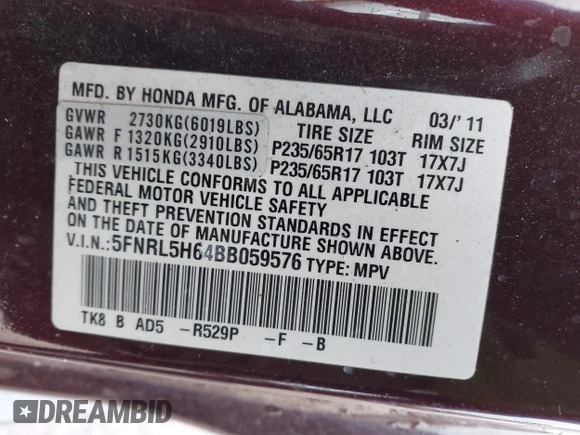 MFD. BY HONDA MFG. OF ALABAMA, LLC 03/'11
GVWR 2730KG(6019LBS) TIRE SIZE RIM SIZE
GAWR F 1320KG(2910LBS) P235/65R17 103T 17X7J
GAWR R 1515KG(3340LBS) P235/65R17 103T 17X7J
THIS VEHICLE CONFORMS TO ALL APPLICABLE
FEDERAL MOTOR VEHICLE SAFETY
AND THEFT PREVENTION STANDARDS IN EFFECT
ON THE DATE OF MANUFACTURE SHOWN ABOVE.
V.I.N.:5FNRL5H64BB059576 TYPE: MPV
TK8 B AD5 -R529P -F -B
DREAMBID